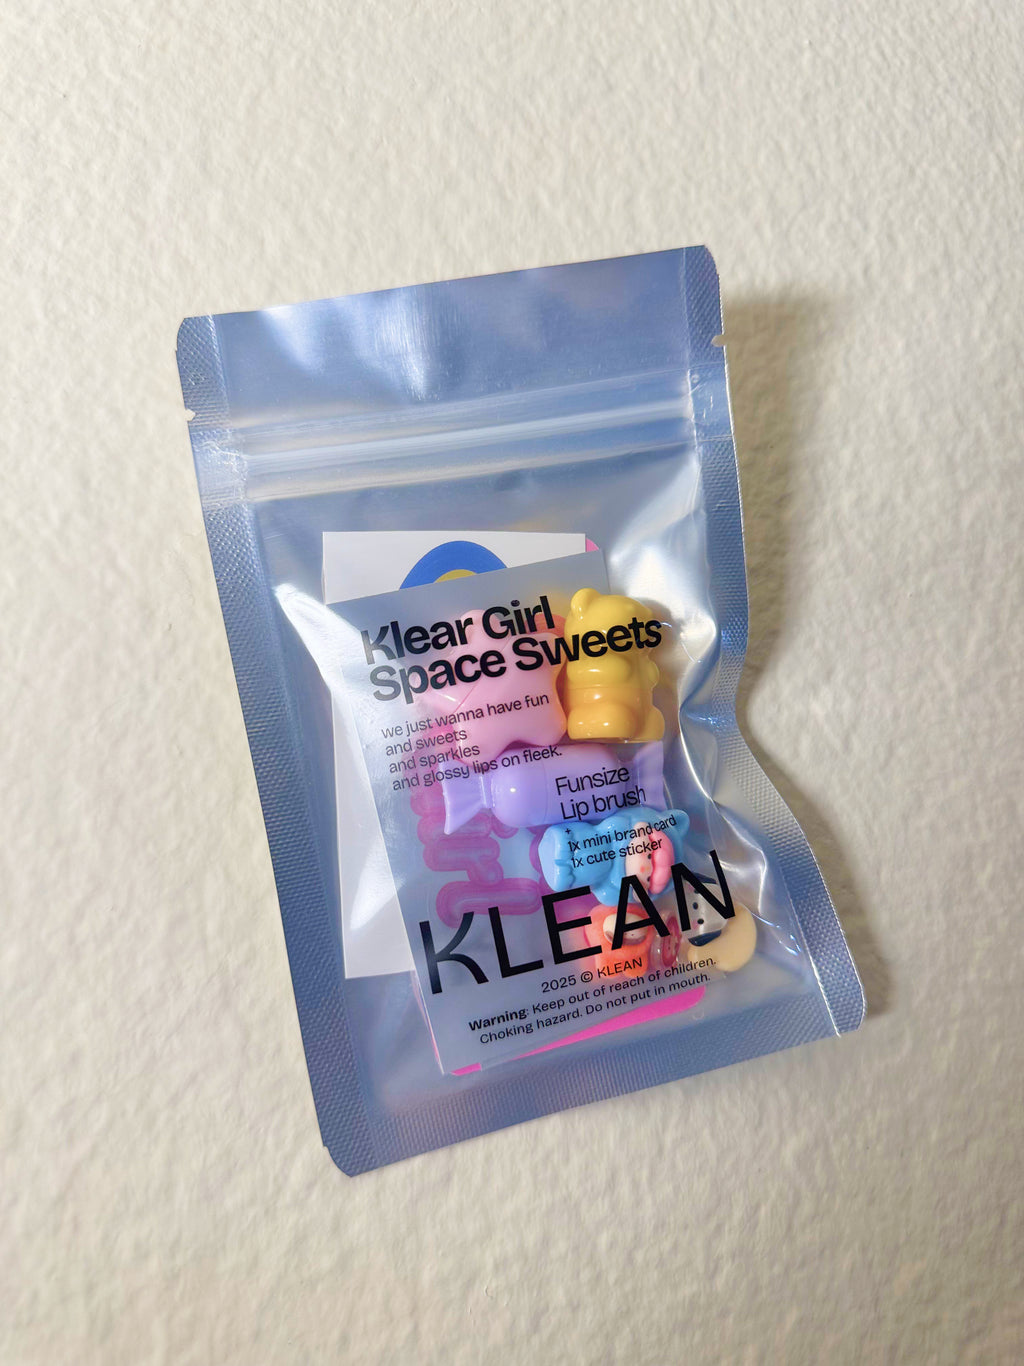 Klear Girl
Space Sweets
we just wanna have fun
and sweets
and sparkles
and glossy lips on fleek.
Funsize
Lip brush
+
1x mini brand card
1x cute sticker
KLEAN
2025 © KLEAN
Warning: Keep out of reach of children.
Choking hazard. Do not put in mouth.